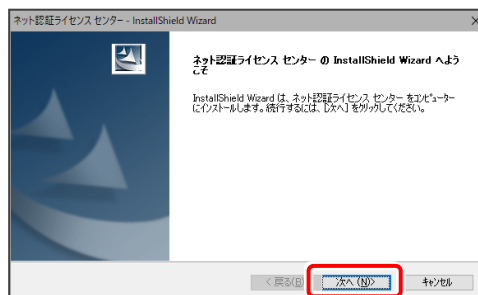 ネット認証ライセンス センター - InstallShield Wizard
ネット認証ライセンス センター の InstallShield Wizard へよう
こそ
InstallShield Wizard は、ネット認証ライセンス センター をコンピューター
にインストールします。続行するには、[次へ] をクリックしてください。
< 戻る(B)
次へ (N)>
キャンセル